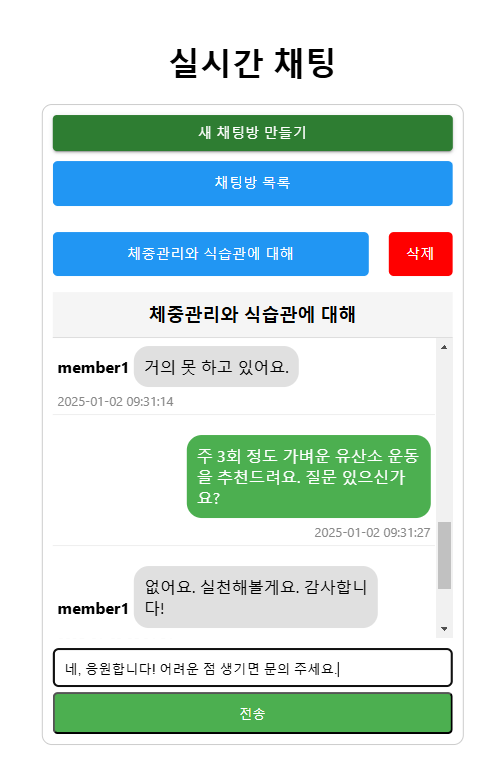 실시간 채팅
새 채팅방 만들기
채팅방 목록
체중관리와 식습관에 대해
삭제
체중관리와 식습관에 대해
member1 거의 못 하고 있어요.
2025-01-02 09:31:14
주 3회 정도 가벼운 유산소 운동
을 추천드려요. 질문 있으신가
요?
2025-01-02 09:31:27
없어요. 실천해볼게요. 감사합니
member1 다!
네, 응원합니다! 어려운 점 생기면 문의 주세요.
전송